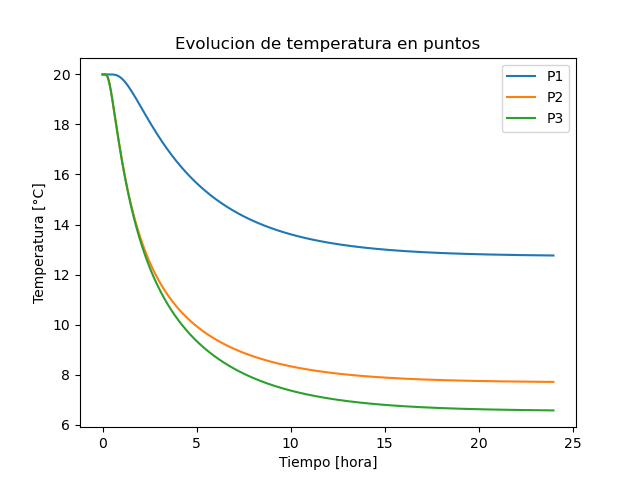 Evolucion de temperatura en puntos
P1
P2
P3
Temperatura [°C]
20
18
16
14
12
10
8
6
0 5 10 15 20 25
Tiempo [hora]